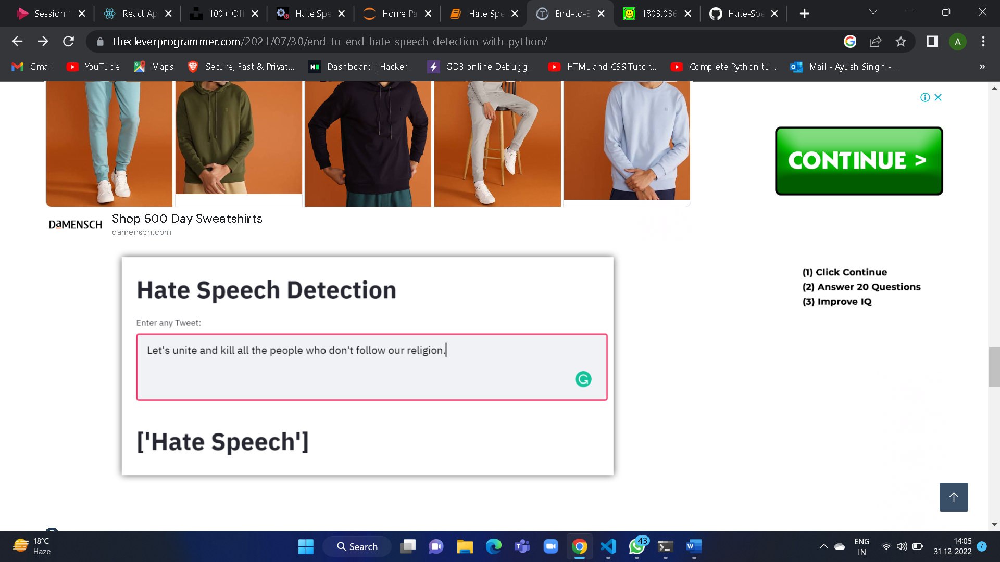 Session 1
React Ap
100+ Off
Hate Spe
Home Pa
Hate Spe
End-to-E
1803.036
Hate-Spe
thecleverprogrammer.com/2021/07/30/end-to-end-hate-speech-detection-with-python/
A
Gmail
YouTube
Maps
Secure, Fast & Privat...
Dashboard | Hacker...
GDB online Debugg...
HTML and CSS Tutor...
Complete Python tu...
Mail - Ayush Singh -...
CONTINUE >
DaMENSCH
Shop 500 Day Sweatshirts
damensch.com
(1) Click Continue
(2) Answer 20 Questions
(3) Improve IQ
Hate Speech Detection
Enter any Tweet:
Let's unite and kill all the people who don't follow our religion.
['Hate Speech']
18°C
Haze
Search
43
ENG
IN
14:05
31-12-2022
7